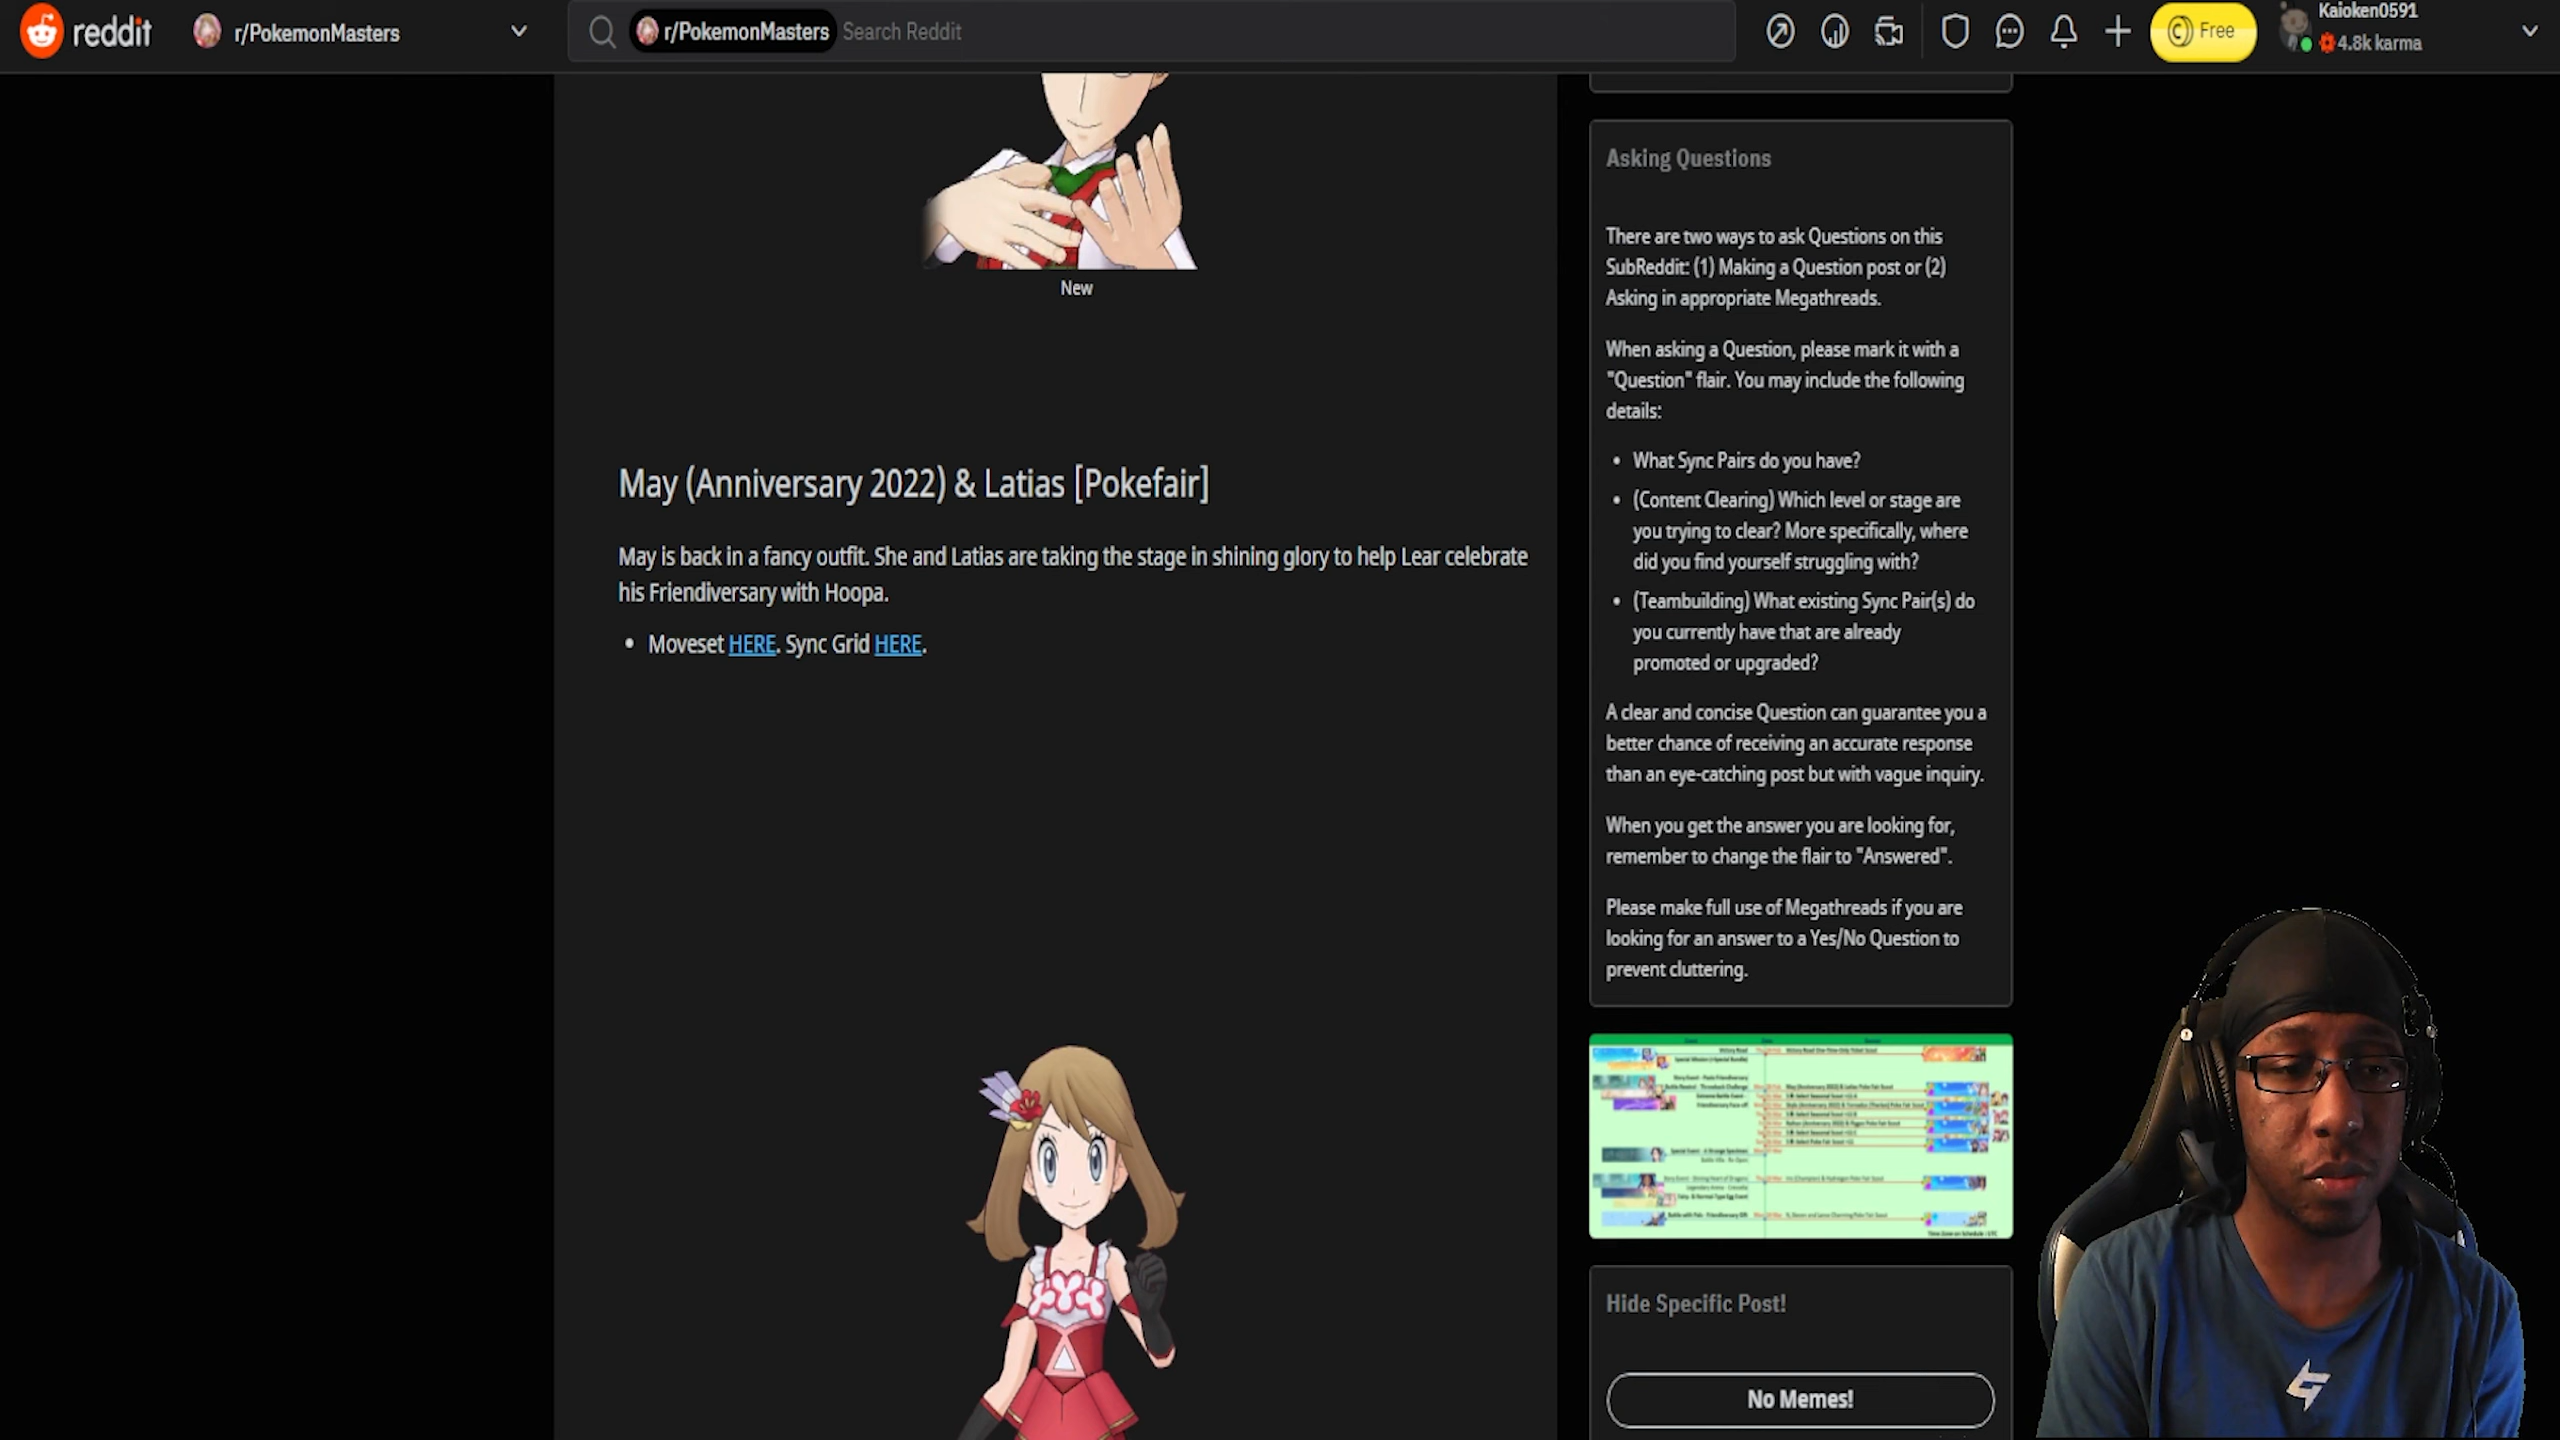 reddit
r/PokemonMasters
r/PokemonMasters
Search Reddit
Free
Kaioken0591
4.8k karma
New
May (Anniversary 2022) & Latias [Pokefair]
May is back in a fancy outfit. She and Latias are taking the stage in shining glory to help Lear celebrate
his Friendiversary with Hoopa.
• Moveset HERE. Sync Grid HERE.
Asking Questions
There are two ways to ask Questions on this
SubReddit: (1) Making a Question post or (2)
Asking in appropriate Megathreads.
When asking a Question, please mark it with a
"Question" flair. You may include the following
details:
• What Sync Pairs do you have?
• (Content Clearing) Which level or stage are
you trying to clear? More specifically, where
did you find yourself struggling with?
• (Teambuilding) What existing Sync Pair(s) do
you currently have that are already
promoted or upgraded?
A clear and concise Question can guarantee you a
better chance of receiving an accurate response
than an eye-catching post but with vague inquiry.
When you get the answer you are looking for,
remember to change the flair to "Answered".
Please make full use of Megathreads if you are
looking for an answer to a Yes/No Question to
prevent cluttering.
Hide Specific Post!
No Memes!